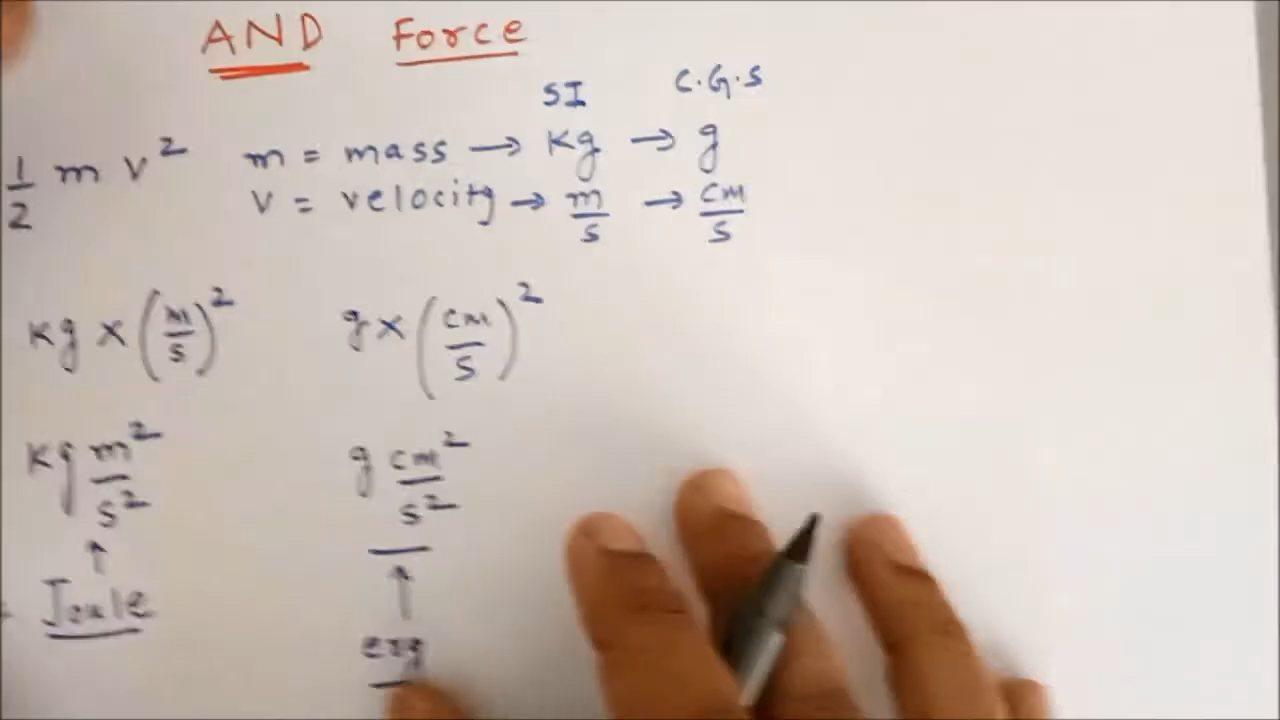 AND Force
SI C.G.S
1/2 m v² m = mass → kg → g
v = velocity → m/s → cm/s
kg × (m/s)² g × (cm/s)²
kg m²/s² g cm²/s²
↑ ↑
= Joule erg